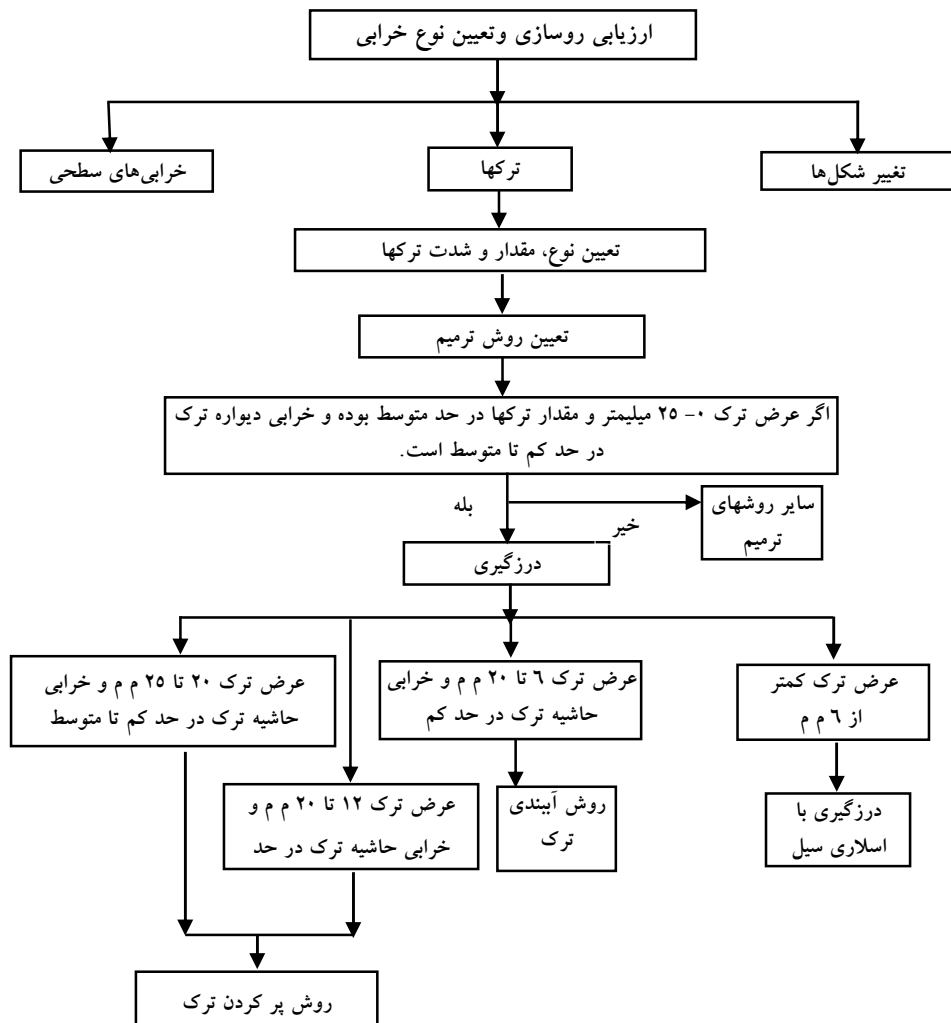 ارزیابی روسازی وتعیین نوع خرابی
تغییر شکل‌ها
ترکها
خرابی‌های سطحی
تعیین نوع، مقدار و شدت ترکها
تعیین روش ترمیم
اگر عرض ترک ۰- ۲۵ میلیمتر و مقدار ترکها در حد متوسط بوده و خرابی دیواره ترک
در حد کم تا متوسط است.
بله
خیر
سایر روشهای
ترمیم
درزگیری
عرض ترک کمتر
از ۶ م م
عرض ترک ۶ تا ۲۰ م م و خرابی
حاشیه ترک در حد کم
عرض ترک ۲۰ تا ۲۵ م م و خرابی
حاشیه ترک در حد کم تا متوسط
درزگیری با
اسلاری سیل
روش آببندی
ترک
عرض ترک ۱۲ تا ۲۰ م م و
خرابی حاشیه ترک در حد
روش پر کردن ترک